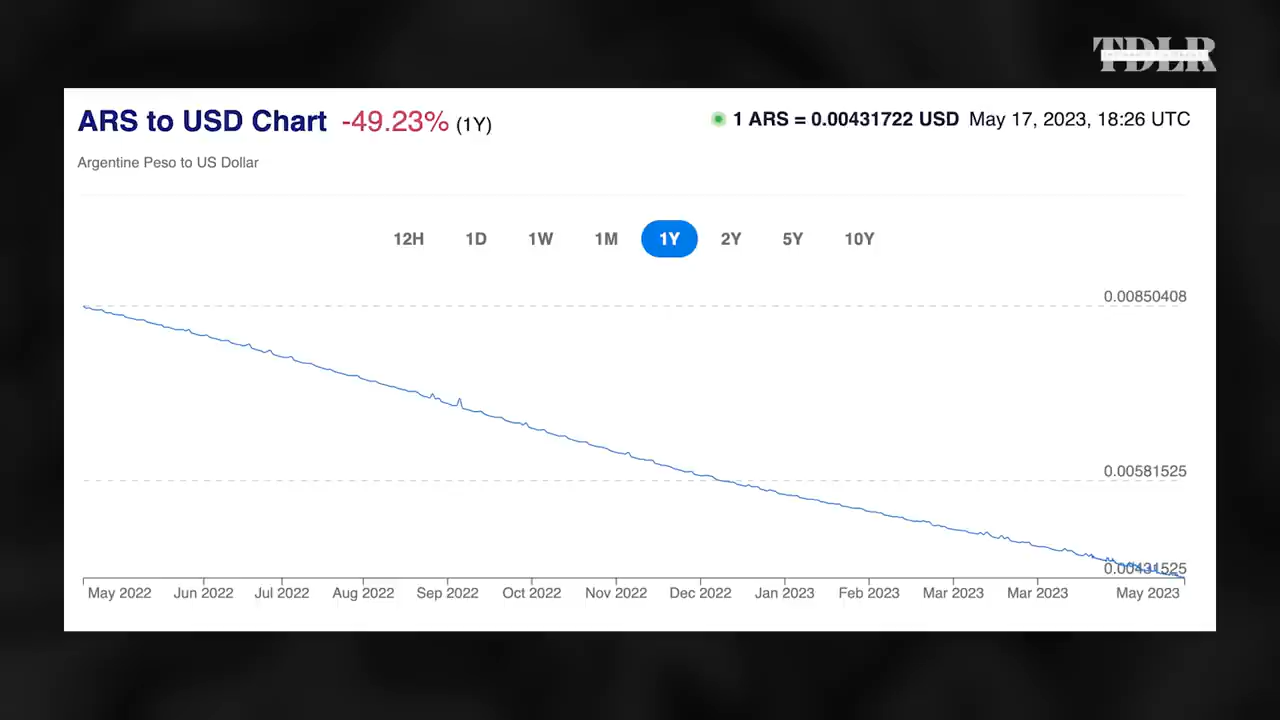 TDLR
ARS to USD Chart -49.23% (1Y)
1 ARS = 0.00431722 USD May 17, 2023, 18:26 UTC
Argentine Peso to US Dollar
12H 1D 1W 1M 1Y 2Y 5Y 10Y
0.00850408
0.00581525
0.00431525
May 2022 Jun 2022 Jul 2022 Aug 2022 Sep 2022 Oct 2022 Nov 2022 Dec 2022 Jan 2023 Feb 2023 Mar 2023 Mar 2023 May 2023